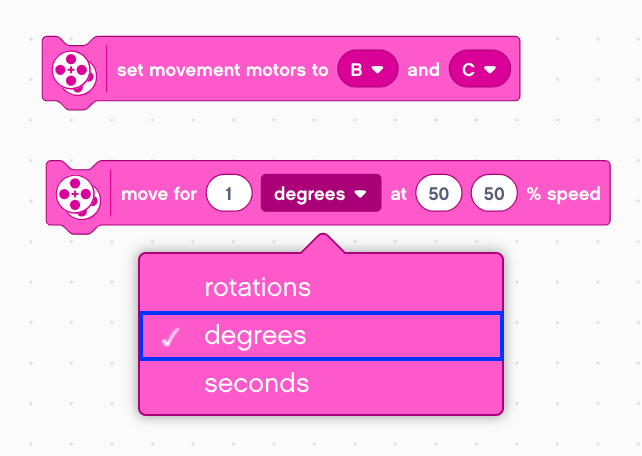 set movement motors to B and C
move for 1 degrees at 50 50 % speed
rotations
degrees
seconds